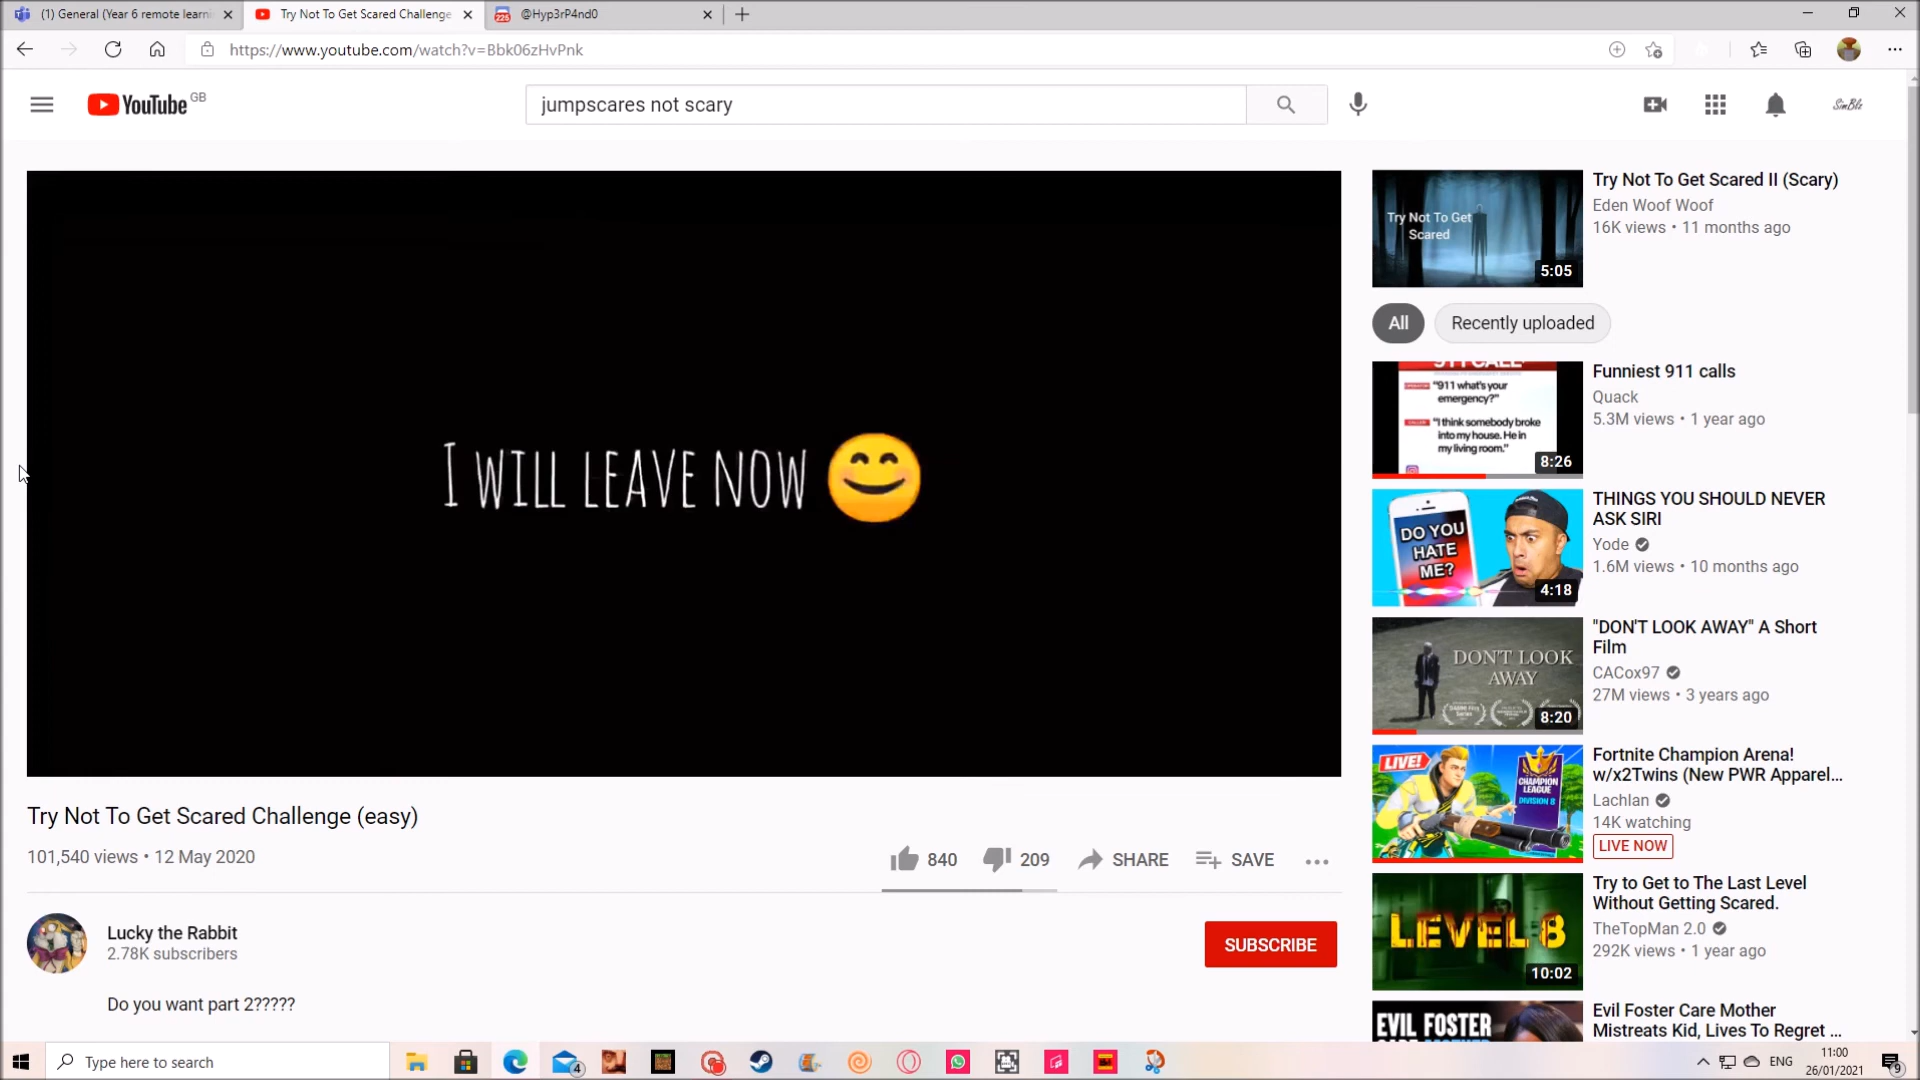 (1) General (Year 6 remote learni
Try Not To Get Scared Challenge
@Hyp3rP4nd0
https://www.youtube.com/watch?v=Bbk06zHvPnk
YouTube GB
jumpscares not scary
SimBlz
I WILL LEAVE NOW 😊
Try Not To Get Scared
5:05
Try Not To Get Scared II (Scary)
Eden Woof Woof
16K views • 11 months ago
All
Recently uploaded
"911 what's your
emergency?"
"I think somebody broke
into my house. He in
my living room."
8:26
Funniest 911 calls
Quack
5.3M views • 1 year ago
DO YOU
HATE
ME?
4:18
THINGS YOU SHOULD NEVER
ASK SIRI
Yode
1.6M views • 10 months ago
DON'T LOOK
AWAY
8:20
"DON'T LOOK AWAY" A Short
Film
CACox97
27M views • 3 years ago
LIVE!
CHAMPION
LEAGUE
DIVISION 8
Fortnite Champion Arena!
w/x2Twins (New PWR Apparel...
Lachlan
14K watching
LIVE NOW
LEVEL 8
10:02
Try to Get to The Last Level
Without Getting Scared.
TheTopMan 2.0
292K views • 1 year ago
EVIL FOSTER
Evil Foster Care Mother
Mistreats Kid, Lives To Regret ...
Try Not To Get Scared Challenge (easy)
101,540 views • 12 May 2020
840
209
SHARE
SAVE
Lucky the Rabbit
2.78K subscribers
SUBSCRIBE
Do you want part 2?????
Type here to search
4
ENG
11:00
26/01/2021
9